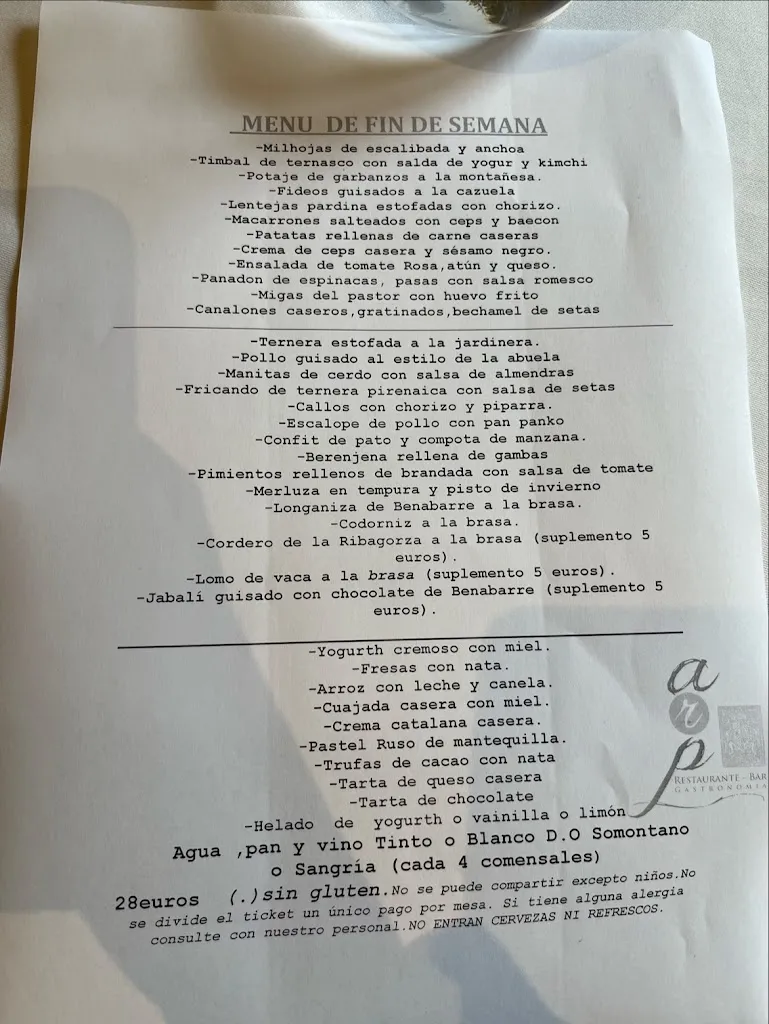 MENU DE FIN DE SEMANA
-Milhojas de escalibada y anchoa
-Timbal de ternasco con salda de yogur y kimchi
-Potaje de garbanzos a la montañesa.
-Fideos guisados a la cazuela
-Lentejas pardina estofadas con chorizo.
-Macarrones salteados con ceps y baecon
-Patatas rellenas de carne caseras
-Crema de ceps casera y sésamo negro.
-Ensalada de tomate Rosa,atún y queso.
-Panadon de espinacas, pasas con salsa romesco
-Migas del pastor con huevo frito
-Canalones caseros,gratinados,bechamel de setas
-Ternera estofada a la jardinera.
-Pollo guisado al estilo de la abuela
-Manitas de cerdo con salsa de almendras
-Fricando de ternera pirenaica con salsa de setas
-Callos con chorizo y piparra.
-Escalope de pollo con pan panko
-Confit de pato y compota de manzana.
-Berenjena rellena de gambas
-Pimientos rellenos de brandada con salsa de tomate
-Merluza en tempura y pisto de invierno
-Longaniza de Benabarre a la brasa.
-Codorniz a la brasa.
-Cordero de la Ribagorza a la brasa (suplemento 5
euros).
-Lomo de vaca a la brasa (suplemento 5 euros).
-Jabalí guisado con chocolate de Benabarre (suplemento 5
euros).
-Yogurth cremoso con miel.
-Fresas con nata.
-Arroz con leche y canela.
-Cuajada casera con miel.
-Crema catalana casera.
-Pastel Ruso de mantequilla.
-Trufas de cacao con nata
-Tarta de queso casera
-Tarta de chocolate
-Helado de yogurth o vainilla o limón
arp
RESTAURANTE - BAR
GASTRONOMIA
Agua ,pan y vino Tinto o Blanco D.O Somontano
o Sangría (cada 4 comensales)
28euros (.)sin gluten.No se puede compartir excepto niños.No
se divide el ticket un único pago por mesa. Si tiene alguna alergia
consulte con nuestro personal.NO ENTRAN CERVEZAS NI REFRESCOS.